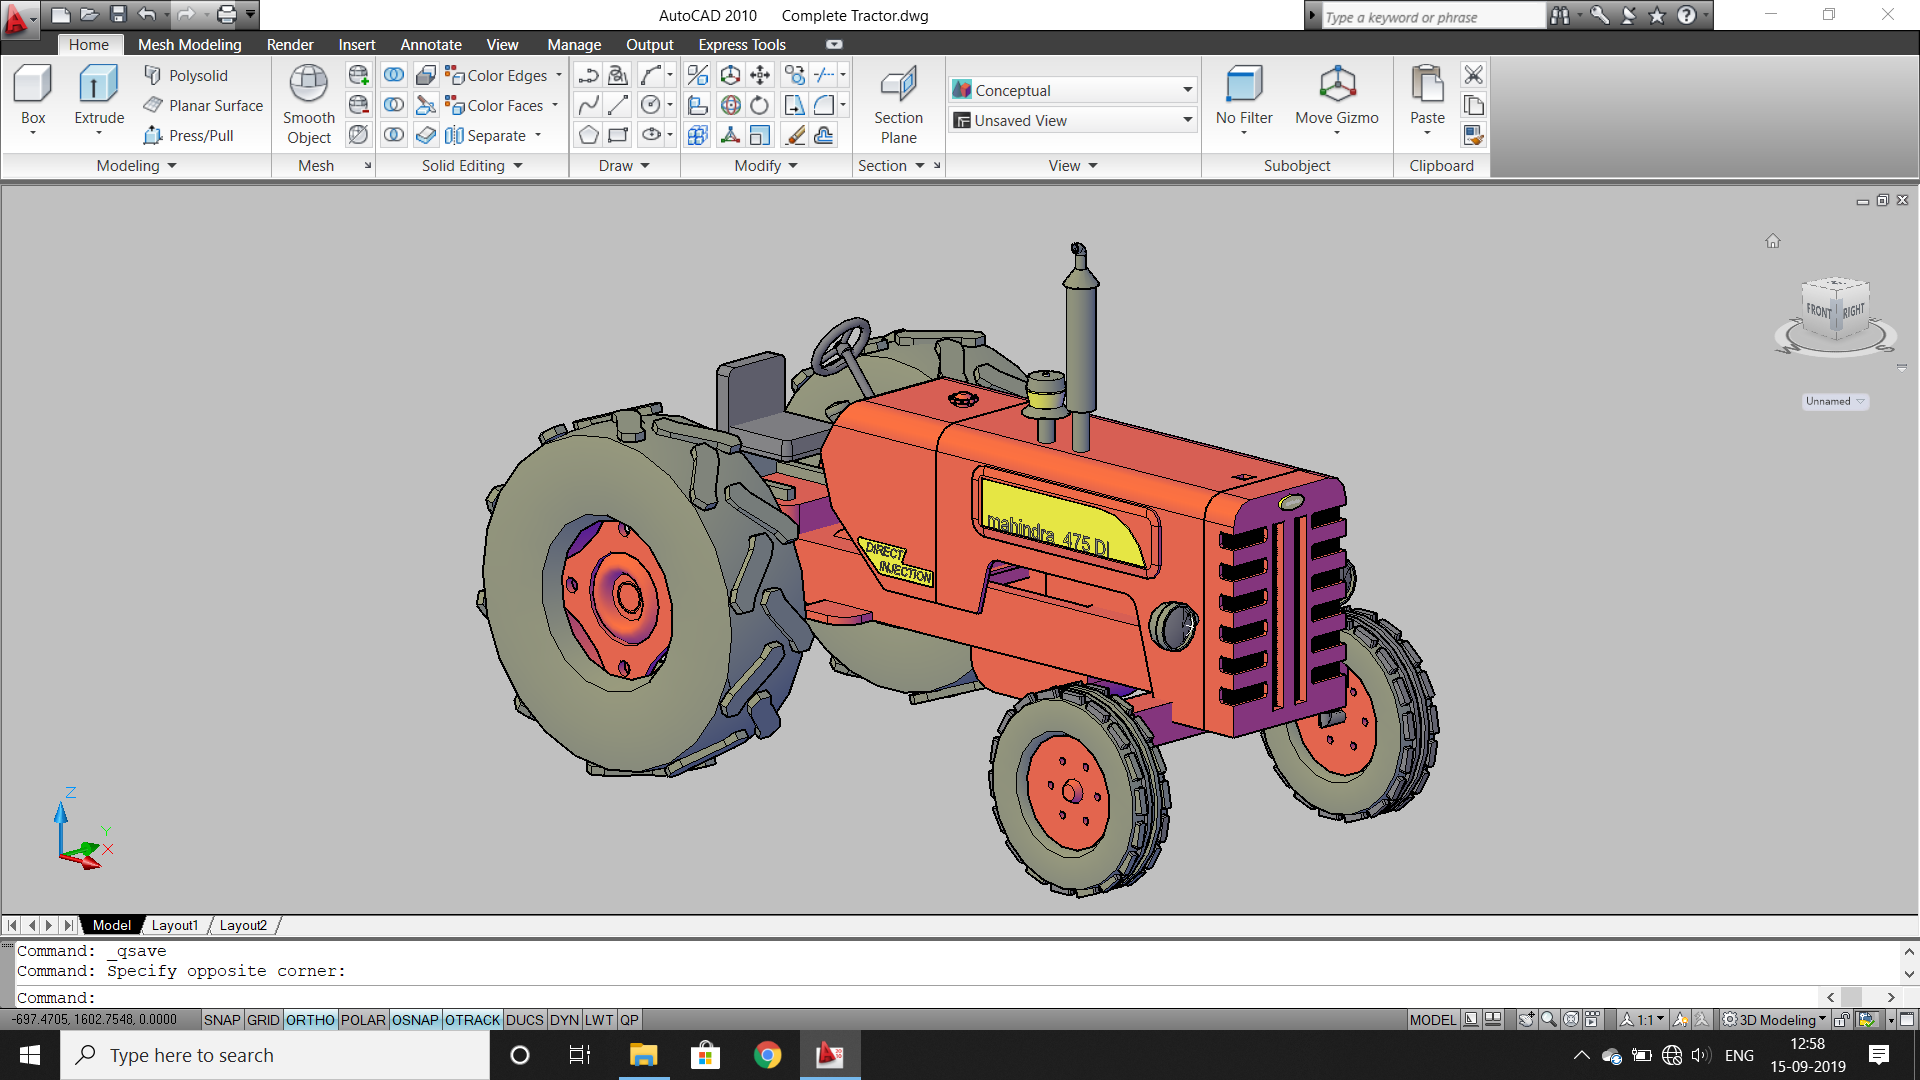 AutoCAD 2010 Complete Tractor.dwg
Type a keyword or phrase
Home Mesh Modeling Render Insert Annotate View Manage Output Express Tools
Box
Extrude
Polysolid
Planar Surface
Press/Pull
Modeling
Smooth
Object
Mesh
Color Edges
Color Faces
Separate
Solid Editing
Draw
Modify
Section
Plane
Section
Conceptual
Unsaved View
View
No Filter
Move Gizmo
Subobject
Paste
Clipboard
FRONT RIGHT
Unnamed
mahindra 475 DI
DIRECT
INJECTION
Z
Y
X
Model Layout1 Layout2
Command: _qsave
Command: Specify opposite corner:
Command:
-697.4705, 1602.7548, 0.0000 SNAP GRID ORTHO POLAR OSNAP OTRACK DUCS DYN LWT QP MODEL 1:1 3D Modeling
Type here to search
ENG
12:58
15-09-2019